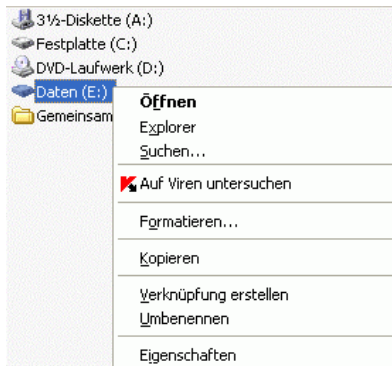 3½-Diskette (A:)
Festplatte (C:)
DVD-Laufwerk (D:)
Daten (E:)
Gemeinsam
Öffnen
Explorer
Suchen...
Auf Viren untersuchen
Formatieren...
Kopieren
Verknüpfung erstellen
Umbenennen
Eigenschaften